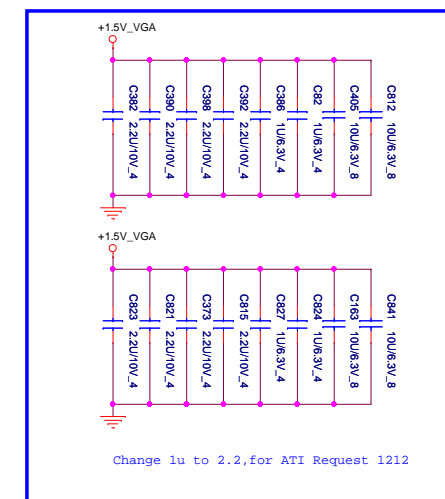 +1.5V_VGA
C382 2.2U/10V_4
C390 2.2U/10V_4
C398 2.2U/10V_4
C392 2.2U/10V_4
C386 1U/6.3V_4
C82 1U/6.3V_4
C405 10U/6.3V_8
C812 10U/6.3V_8
+1.5V_VGA
C823 2.2U/10V_4
C821 2.2U/10V_4
C373 2.2U/10V_4
C815 2.2U/10V_4
C827 1U/6.3V_4
C824 1U/6.3V_4
C163 10U/6.3V_8
C841 10U/6.3V_8
Change 1u to 2.2,for ATI Request 1212